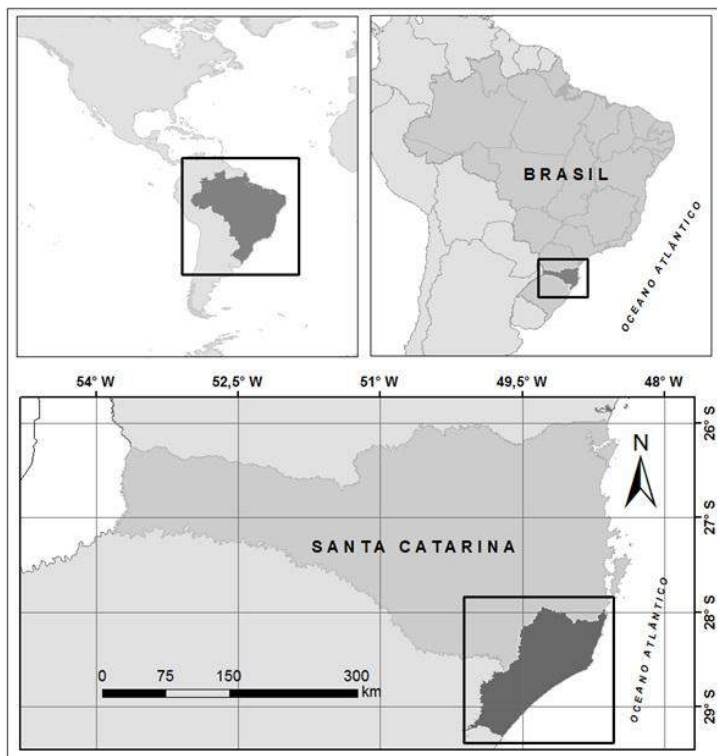 BRASIL
OCEANO ATLÂNTICO
54° W 52,5° W 51° W 49,5° W 48° W
26° S
N
27° S
SANTA CATARINA
28° S
OCEANO ATLÂNTICO
0 75 150 300
km
29° S